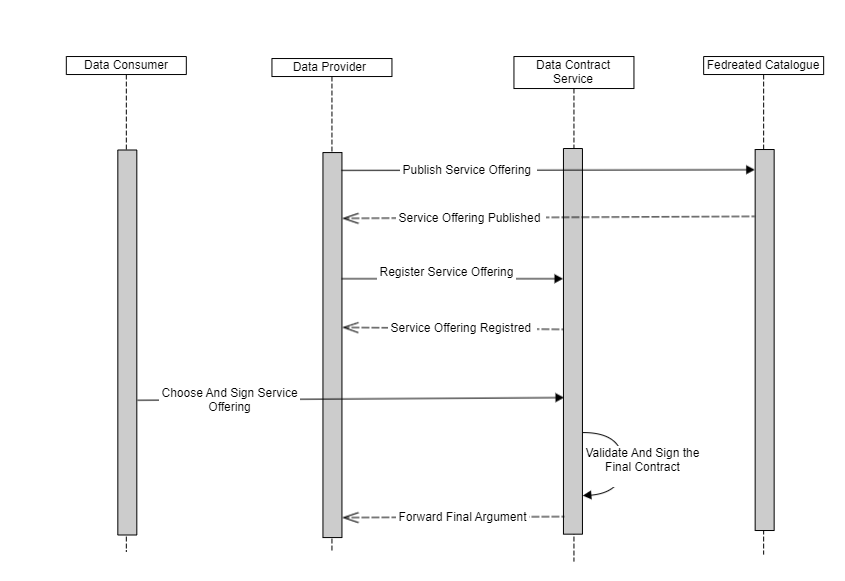 Data Consumer
Data Provider
Data Contract
Service
Fedreated Catalogue
Publish Service Offering
Service Offering Published
Register Service Offering
Service Offering Registred
Choose And Sign Service
Offering
Validate And Sign the
Final Contract
Forward Final Argument